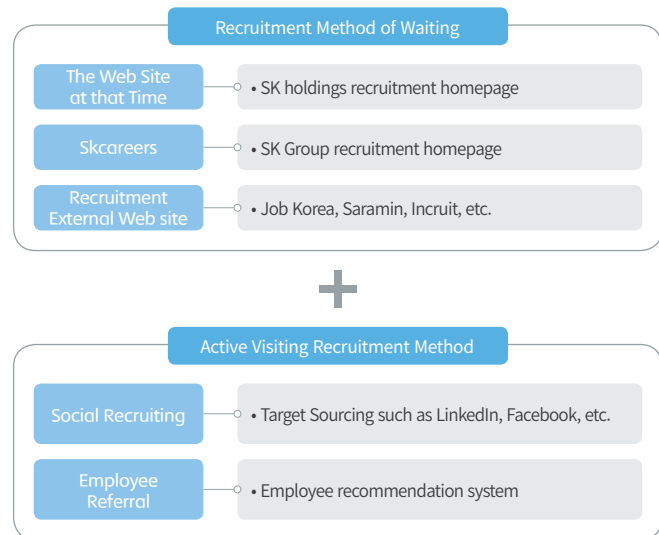 Recruitment Method of Waiting
The Web Site
at that Time
• SK holdings recruitment homepage
Skcareers
• SK Group recruitment homepage
Recruitment
External Web site
• Job Korea, Saramin, Incruit, etc.
+
Active Visiting Recruitment Method
Social Recruiting
• Target Sourcing such as LinkedIn, Facebook, etc.
Employee
Referral
• Employee recommendation system